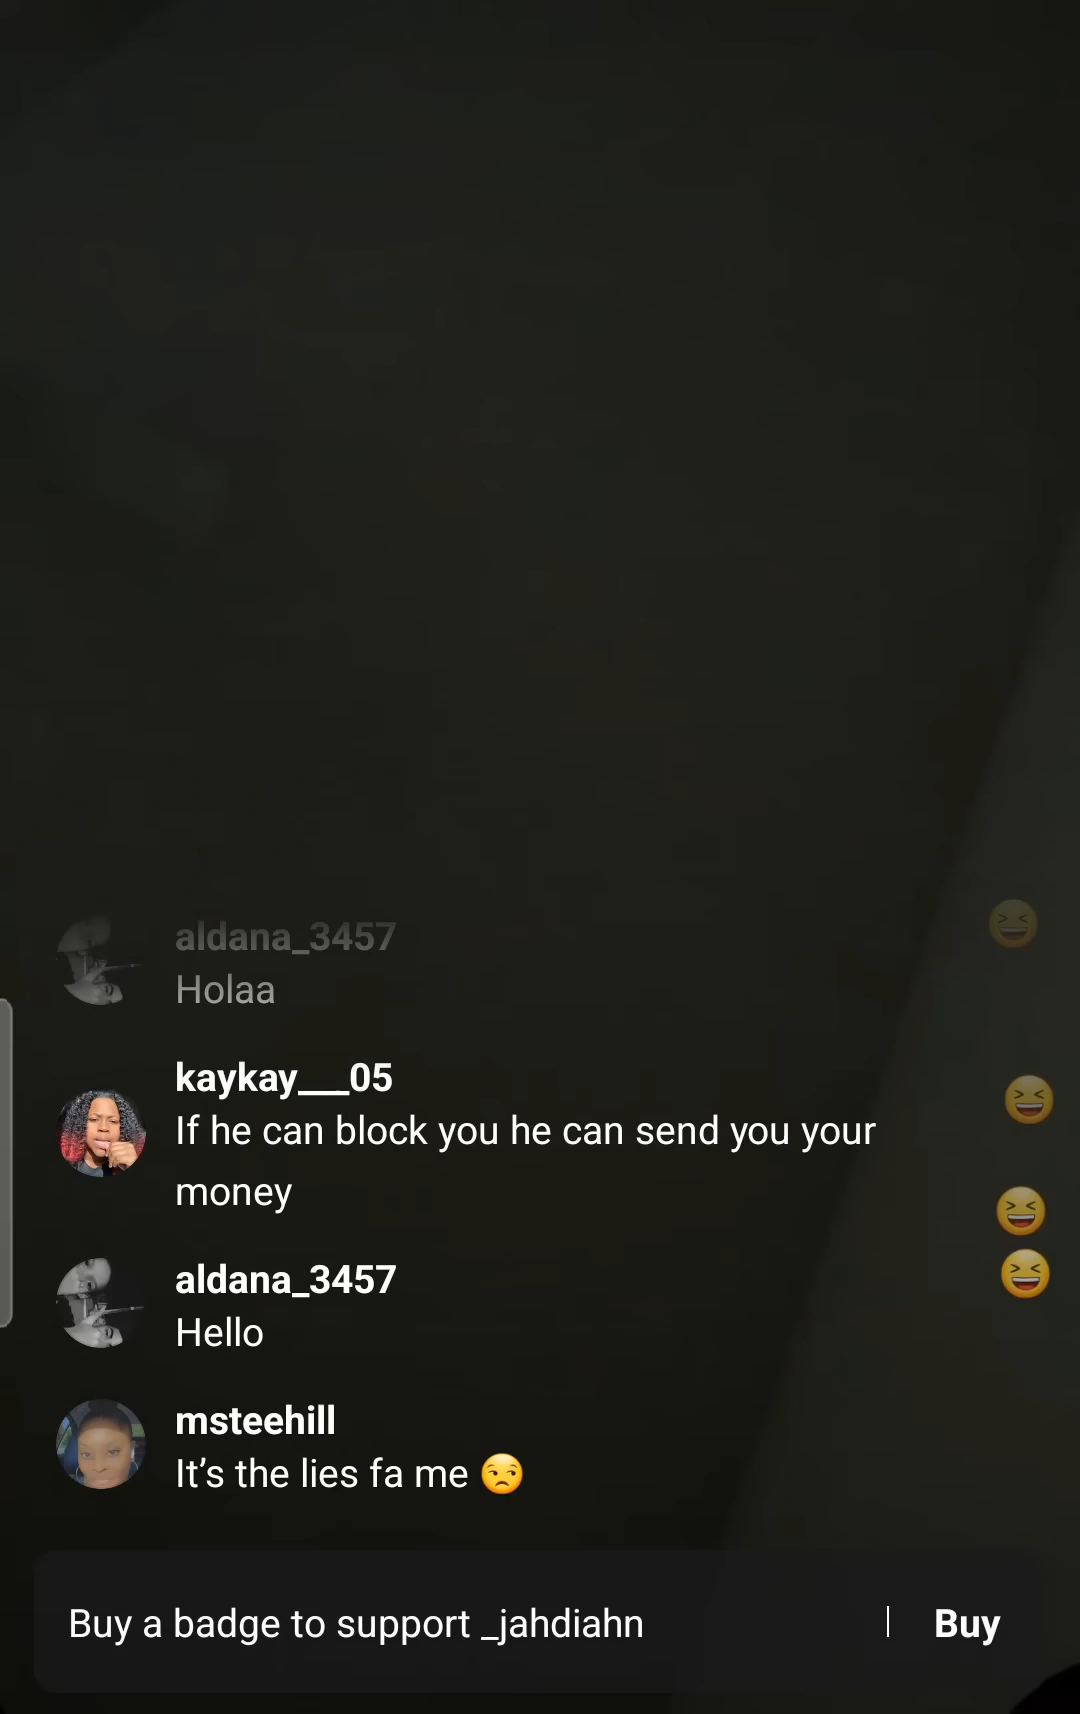 aldana_3457
Holaa
kaykay___05
If he can block you he can send you your
money
aldana_3457
Hello
msteehill
It’s the lies fa me 😒
Buy a badge to support _jahdiahn | Buy